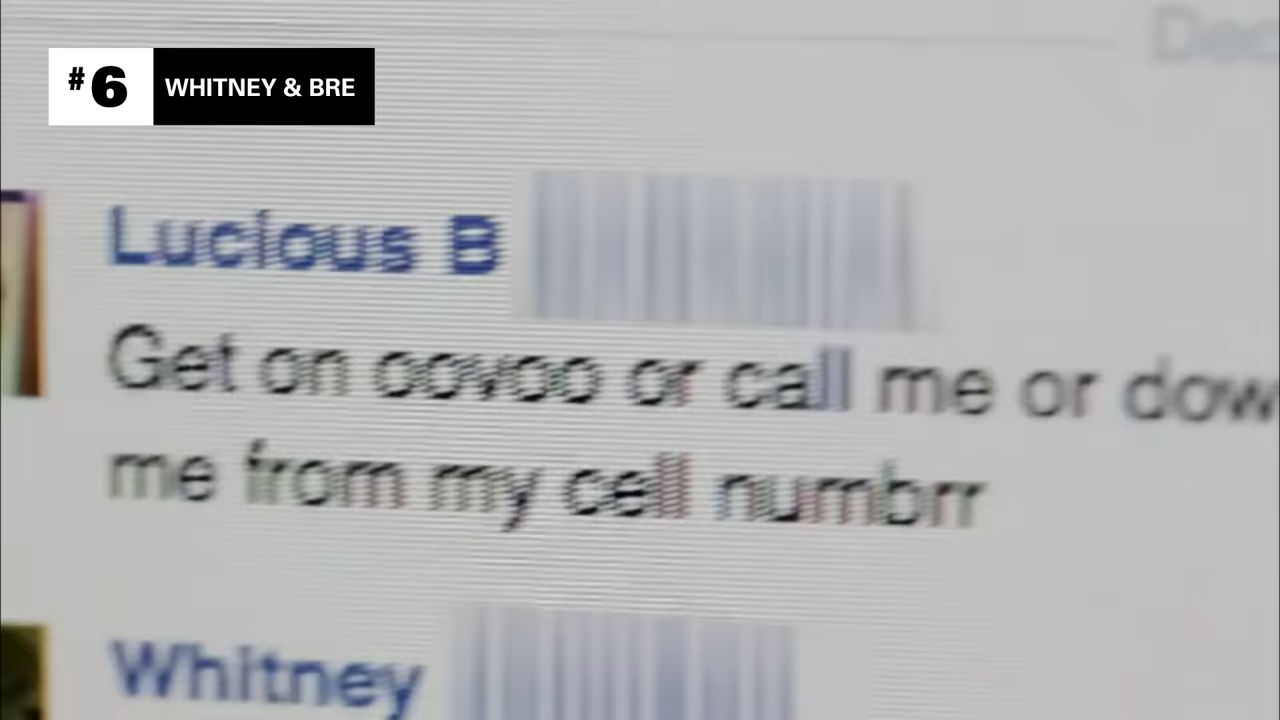 #6 WHITNEY & BRE
Lucious B
Get on oovoo or call me or dow
me from my cell numbrr
Whitney